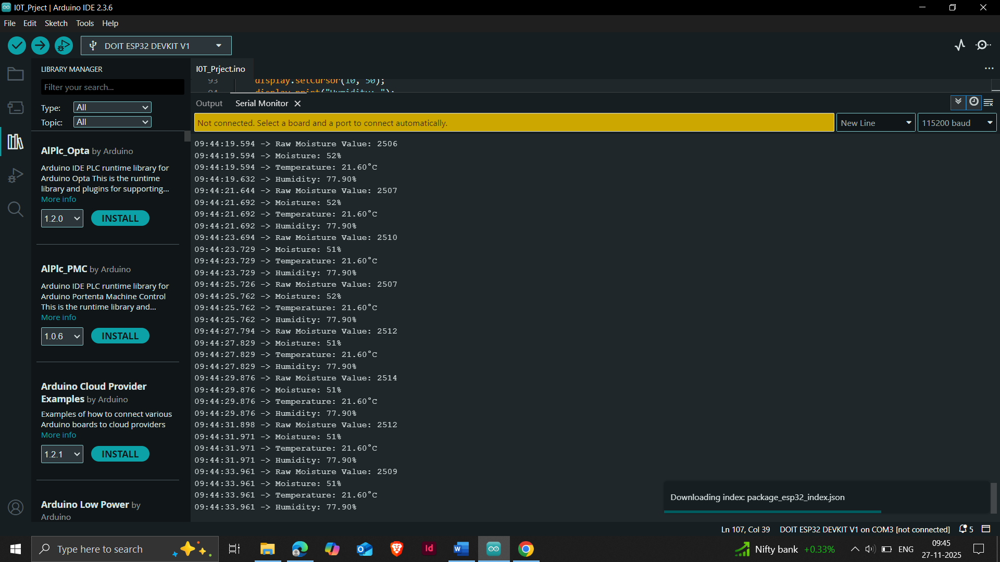 I0T_Prject | Arduino IDE 2.3.6
File Edit Sketch Tools Help
DOIT ESP32 DEVKIT V1
LIBRARY MANAGER
Filter your search...
Type: All
Topic: All
AlPlc_Opta by Arduino
Arduino IDE PLC runtime library for
Arduino Opta This is the runtime
library and plugins for supporting...
More info
1.2.0 INSTALL
AlPlc_PMC by Arduino
Arduino IDE PLC runtime library for
Arduino Portenta Machine Control
This is the runtime library and...
More info
1.0.6 INSTALL
Arduino Cloud Provider
Examples by Arduino
Examples of how to connect various
Arduino boards to cloud providers
More info
1.2.1 INSTALL
Arduino Low Power by
Arduino
I0T_Prject.ino
93 display.setCursor(10, 50);
94 display.print("Humidity: ");
Output Serial Monitor
Not connected. Select a board and a port to connect automatically.
New Line
115200 baud
09:44:19.594 -> Raw Moisture Value: 2506
09:44:19.594 -> Moisture: 52%
09:44:19.594 -> Temperature: 21.60°C
09:44:19.632 -> Humidity: 77.90%
09:44:21.644 -> Raw Moisture Value: 2507
09:44:21.692 -> Moisture: 52%
09:44:21.692 -> Temperature: 21.60°C
09:44:21.692 -> Humidity: 77.90%
09:44:23.694 -> Raw Moisture Value: 2510
09:44:23.729 -> Moisture: 51%
09:44:23.729 -> Temperature: 21.60°C
09:44:23.729 -> Humidity: 77.90%
09:44:25.726 -> Raw Moisture Value: 2507
09:44:25.762 -> Moisture: 52%
09:44:25.762 -> Temperature: 21.60°C
09:44:25.762 -> Humidity: 77.90%
09:44:27.794 -> Raw Moisture Value: 2512
09:44:27.829 -> Moisture: 51%
09:44:27.829 -> Temperature: 21.60°C
09:44:27.829 -> Humidity: 77.90%
09:44:29.876 -> Raw Moisture Value: 2514
09:44:29.876 -> Moisture: 51%
09:44:29.876 -> Temperature: 21.60°C
09:44:29.876 -> Humidity: 77.90%
09:44:31.898 -> Raw Moisture Value: 2512
09:44:31.971 -> Moisture: 51%
09:44:31.971 -> Temperature: 21.60°C
09:44:31.971 -> Humidity: 77.90%
09:44:33.961 -> Raw Moisture Value: 2509
09:44:33.961 -> Moisture: 51%
09:44:33.961 -> Temperature: 21.60°C
09:44:33.961 -> Humidity: 77.90%
Downloading index: package_esp32_index.json
Ln 107, Col 39 DOIT ESP32 DEVKIT V1 on COM3 [not connected] 5
Type here to search
Id
W
Nifty bank +0.33%
ENG
09:45
27-11-2025